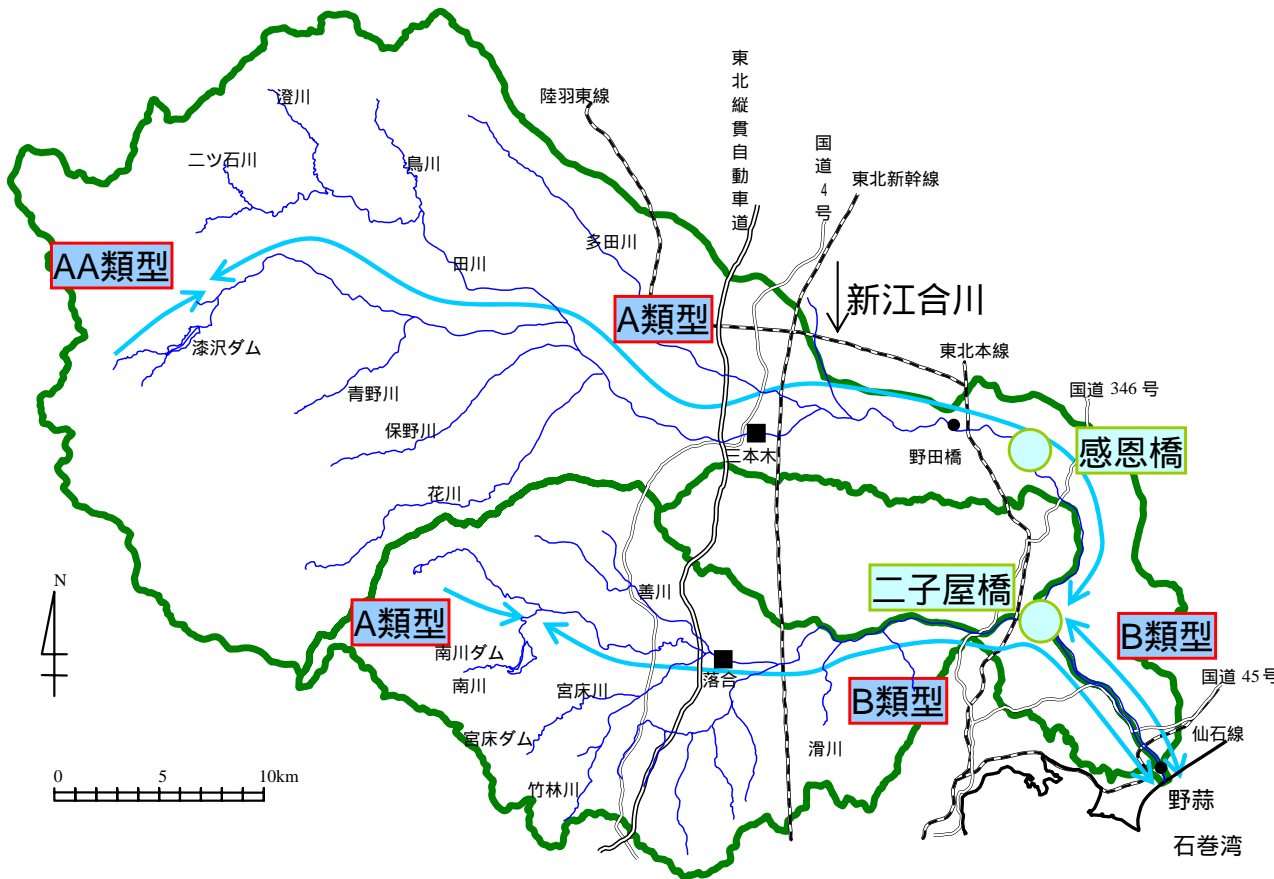 澄川
陸羽東線
東北縦貫自動車道
国道4号
二ツ石川
鳥川
東北新幹線
多田川
AA類型
田川
A類型
新江合川
漆沢ダム
東北本線
青野川
国道 346 号
保野川
三本木
野田橋
感恩橋
花川
N
善川
二子屋橋
A類型
B類型
南川ダム
南川
落合
宮床川
B類型
国道 45号
宮床ダム
滑川
仙石線
0 5 10km
竹林川
野蒜
石巻湾